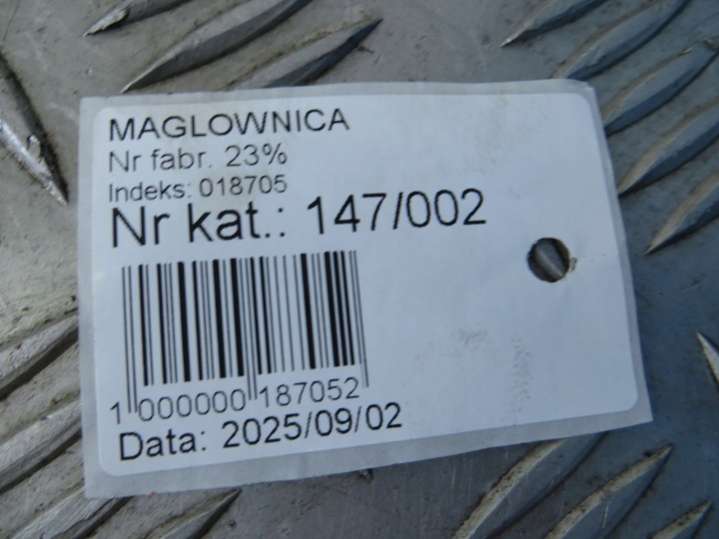 MAGLOWNICA
Nr fabr. 23%
Indeks: 018705
Nr kat.: 147/002
1 000000 187052
Data: 2025/09/02